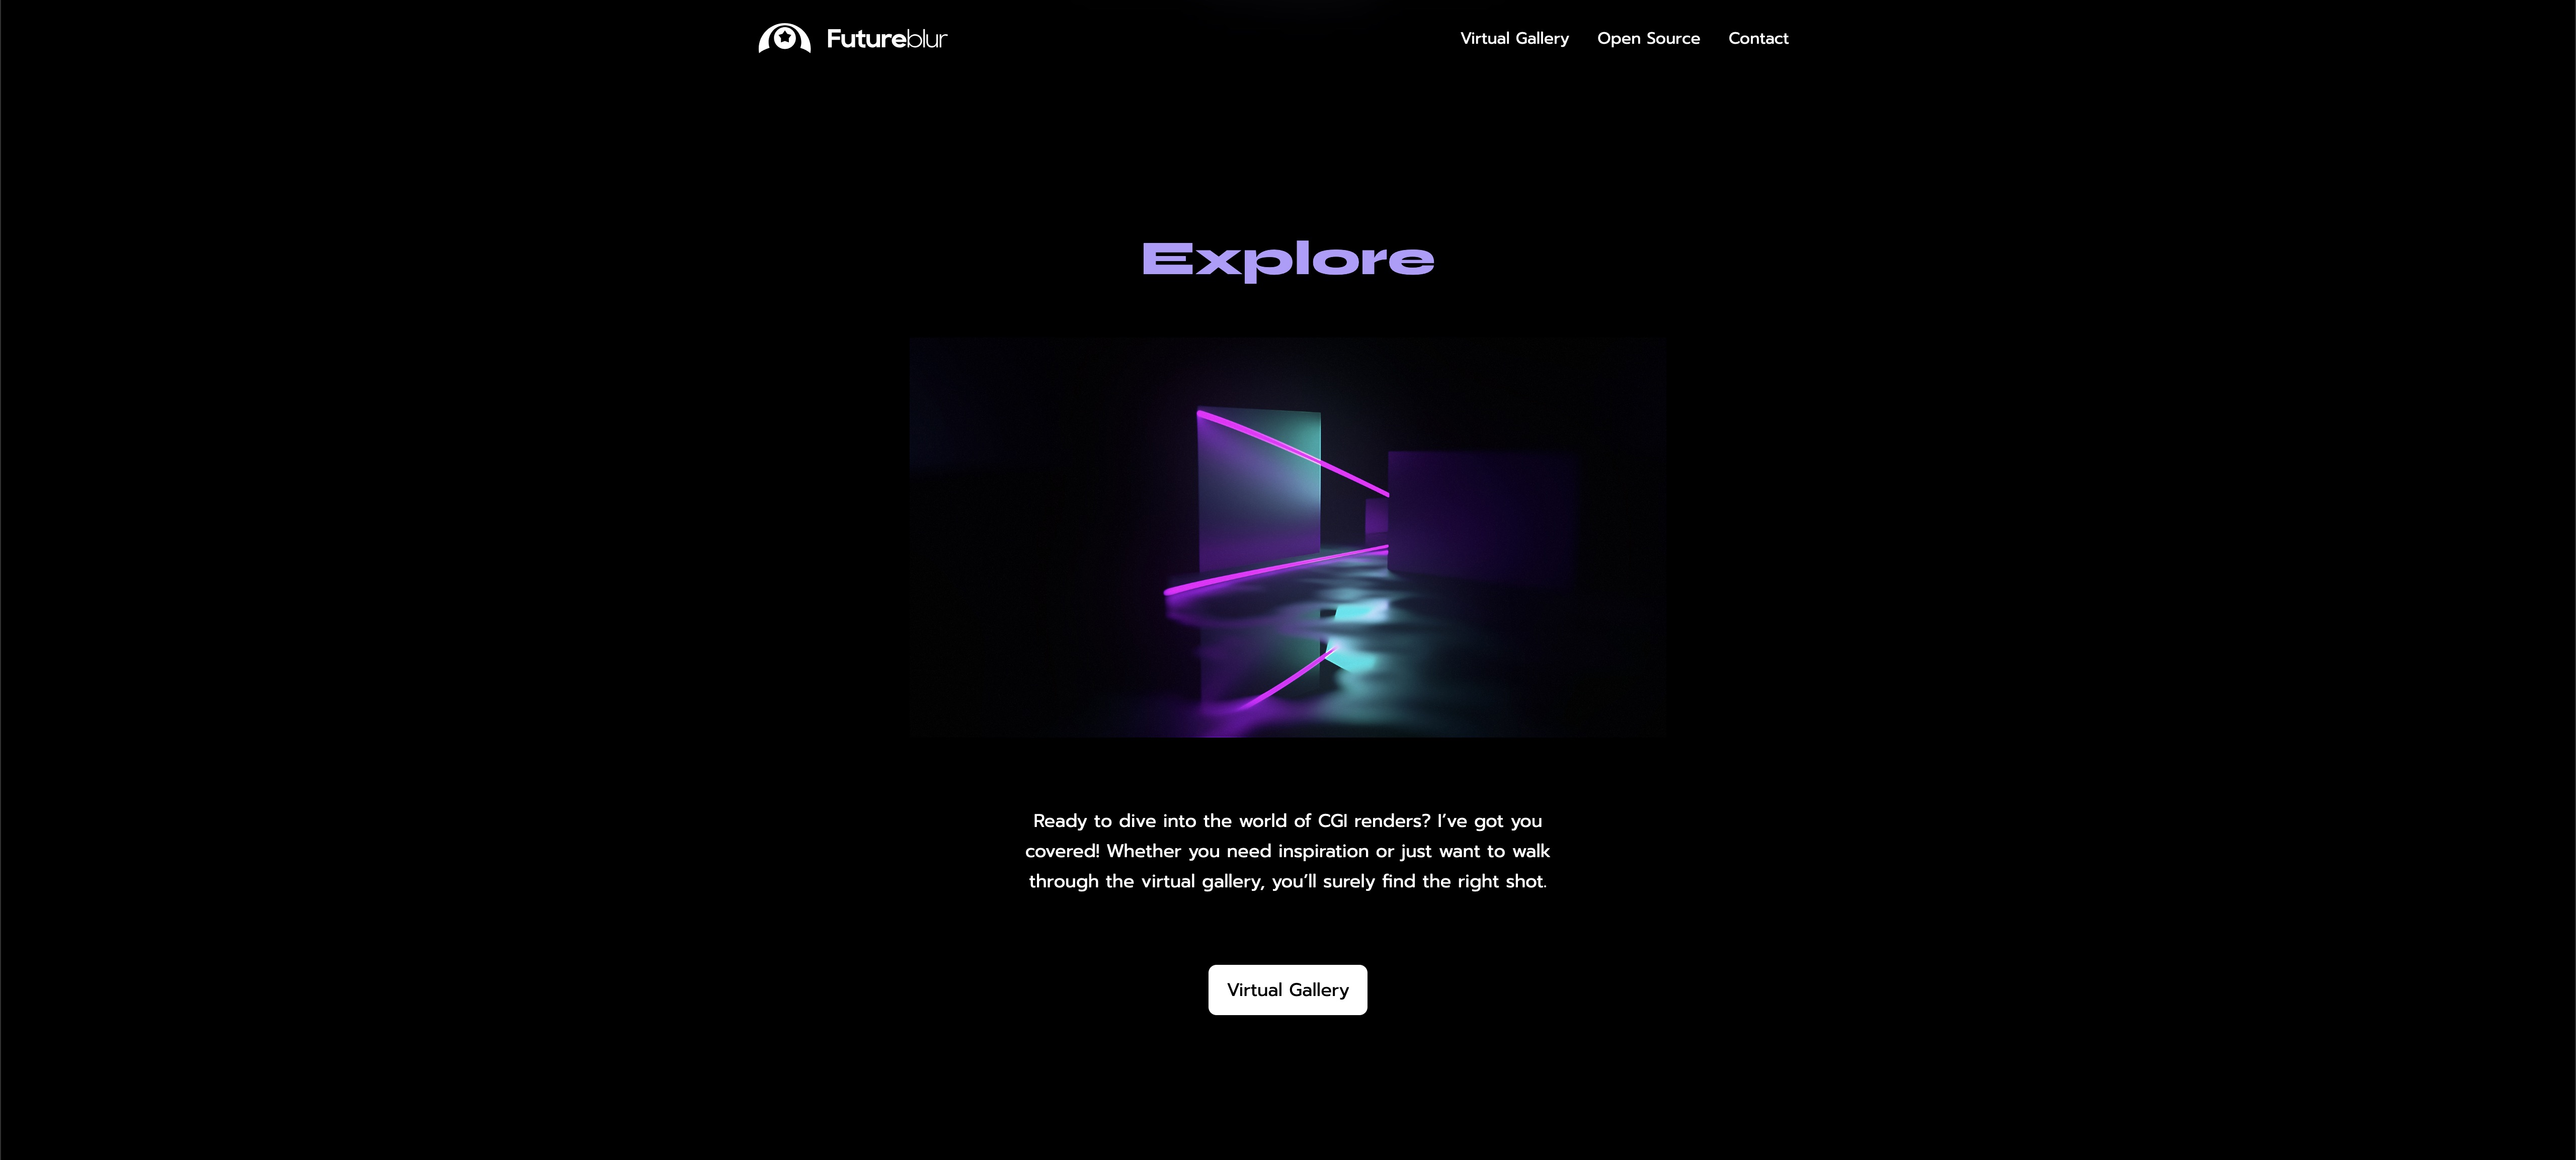 Futureblur
Virtual Gallery
Open Source
Contact
Explore
Ready to dive into the world of CGI renders? I’ve got you
covered! Whether you need inspiration or just want to walk
through the virtual gallery, you’ll surely find the right shot.
Virtual Gallery